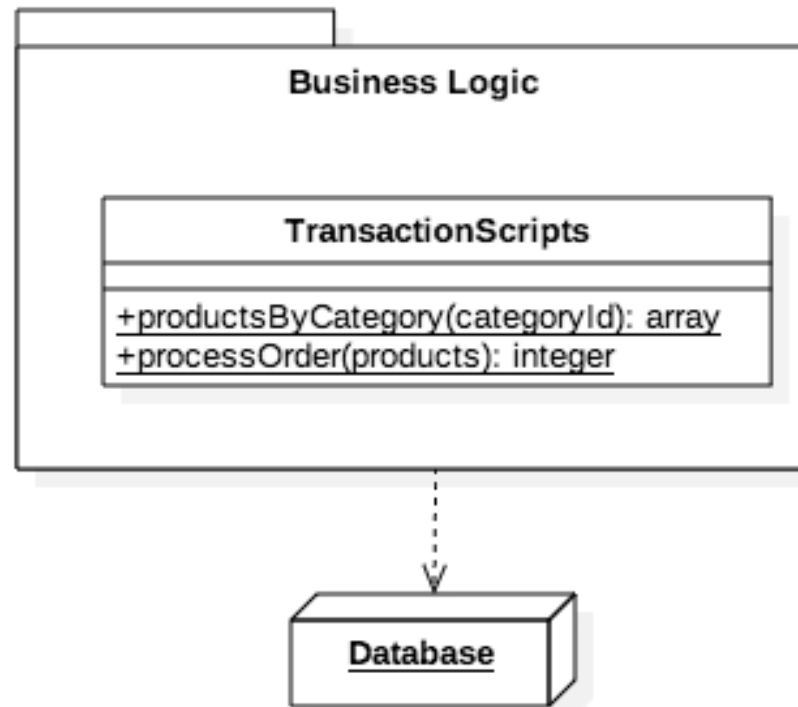 Business Logic
TransactionScripts
+productsByCategory(categoryId): array
+processOrder(products): integer
Database